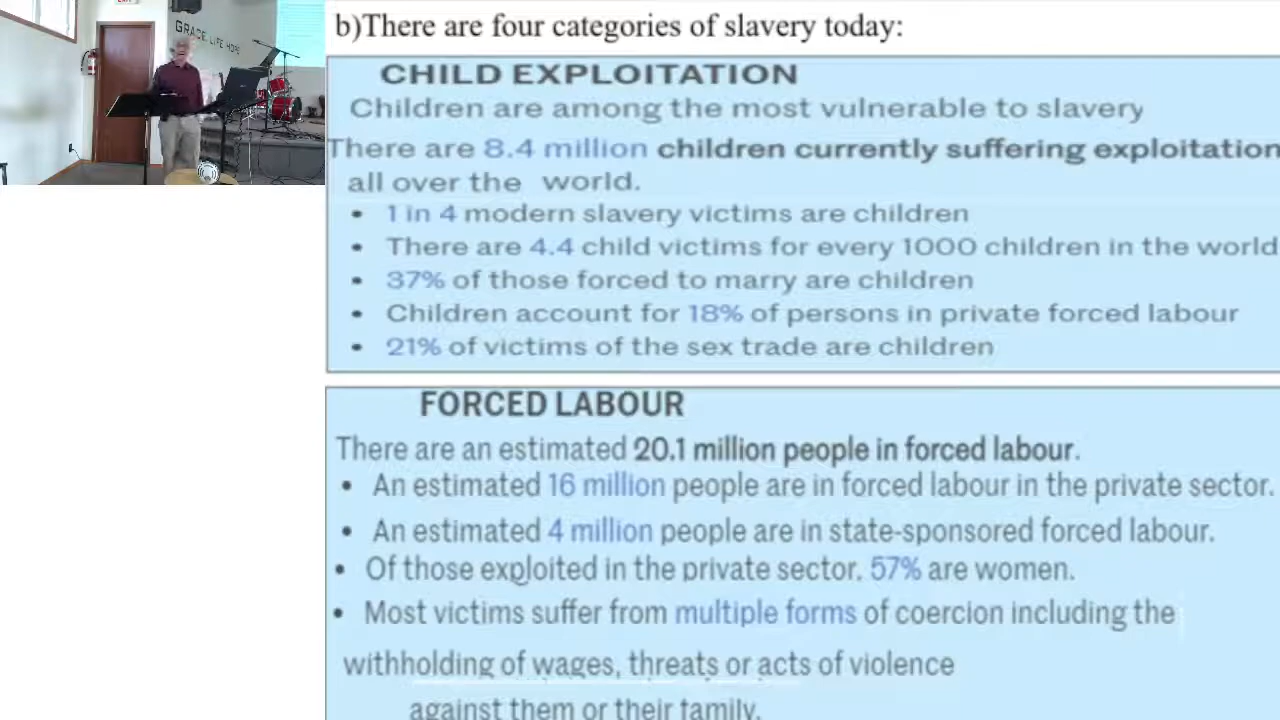 EXIT
GRACE LIFE HOPE
b)There are four categories of slavery today:
CHILD EXPLOITATION
Children are among the most vulnerable to slavery
There are 8.4 million children currently suffering exploitation
all over the world.
• 1 in 4 modern slavery victims are children
• There are 4.4 child victims for every 1000 children in the world
• 37% of those forced to marry are children
• Children account for 18% of persons in private forced labour
• 21% of victims of the sex trade are children
FORCED LABOUR
There are an estimated 20.1 million people in forced labour.
• An estimated 16 million people are in forced labour in the private sector.
• An estimated 4 million people are in state-sponsored forced labour.
• Of those exploited in the private sector, 57% are women.
• Most victims suffer from multiple forms of coercion including the
withholding of wages, threats or acts of violence
against them or their family.